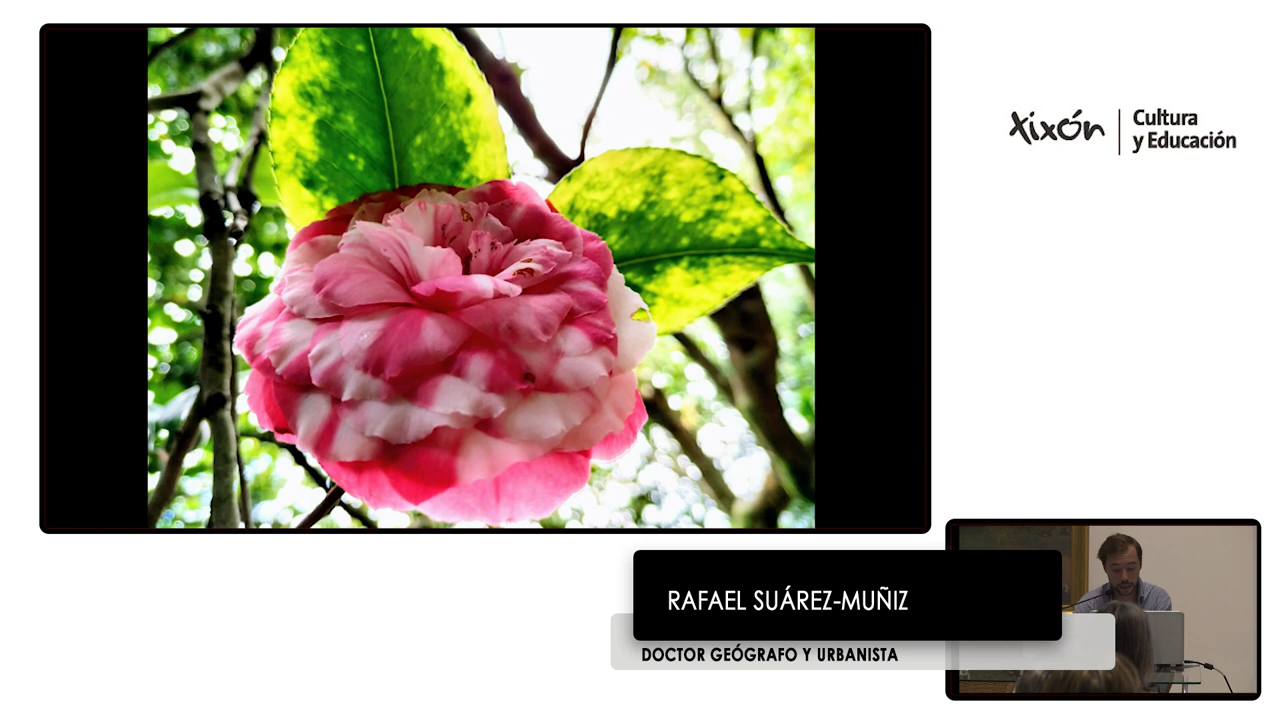 Xixón
Cultura
y Educación
RAFAEL SUÁREZ-MUÑIZ
DOCTOR GEÓGRAFO Y URBANISTA